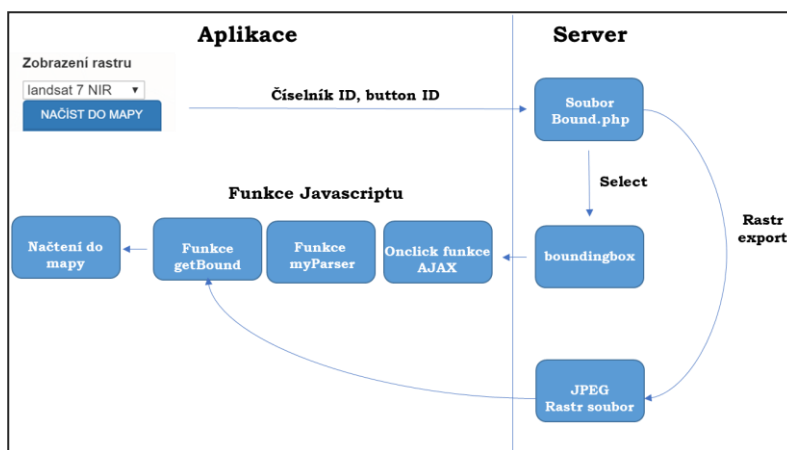 Aplikace
Server
Zobrazení rastru
landsat 7 NIR
NAČÍST DO MAPY
Číselník ID, button ID
Soubor
Bound.php
Select
Rastr
export
Funkce Javascriptu
Načtení do
mapy
Funkce
getBound
Funkce
myParser
Onclick funkce
AJAX
boundingbox
JPEG
Rastr soubor